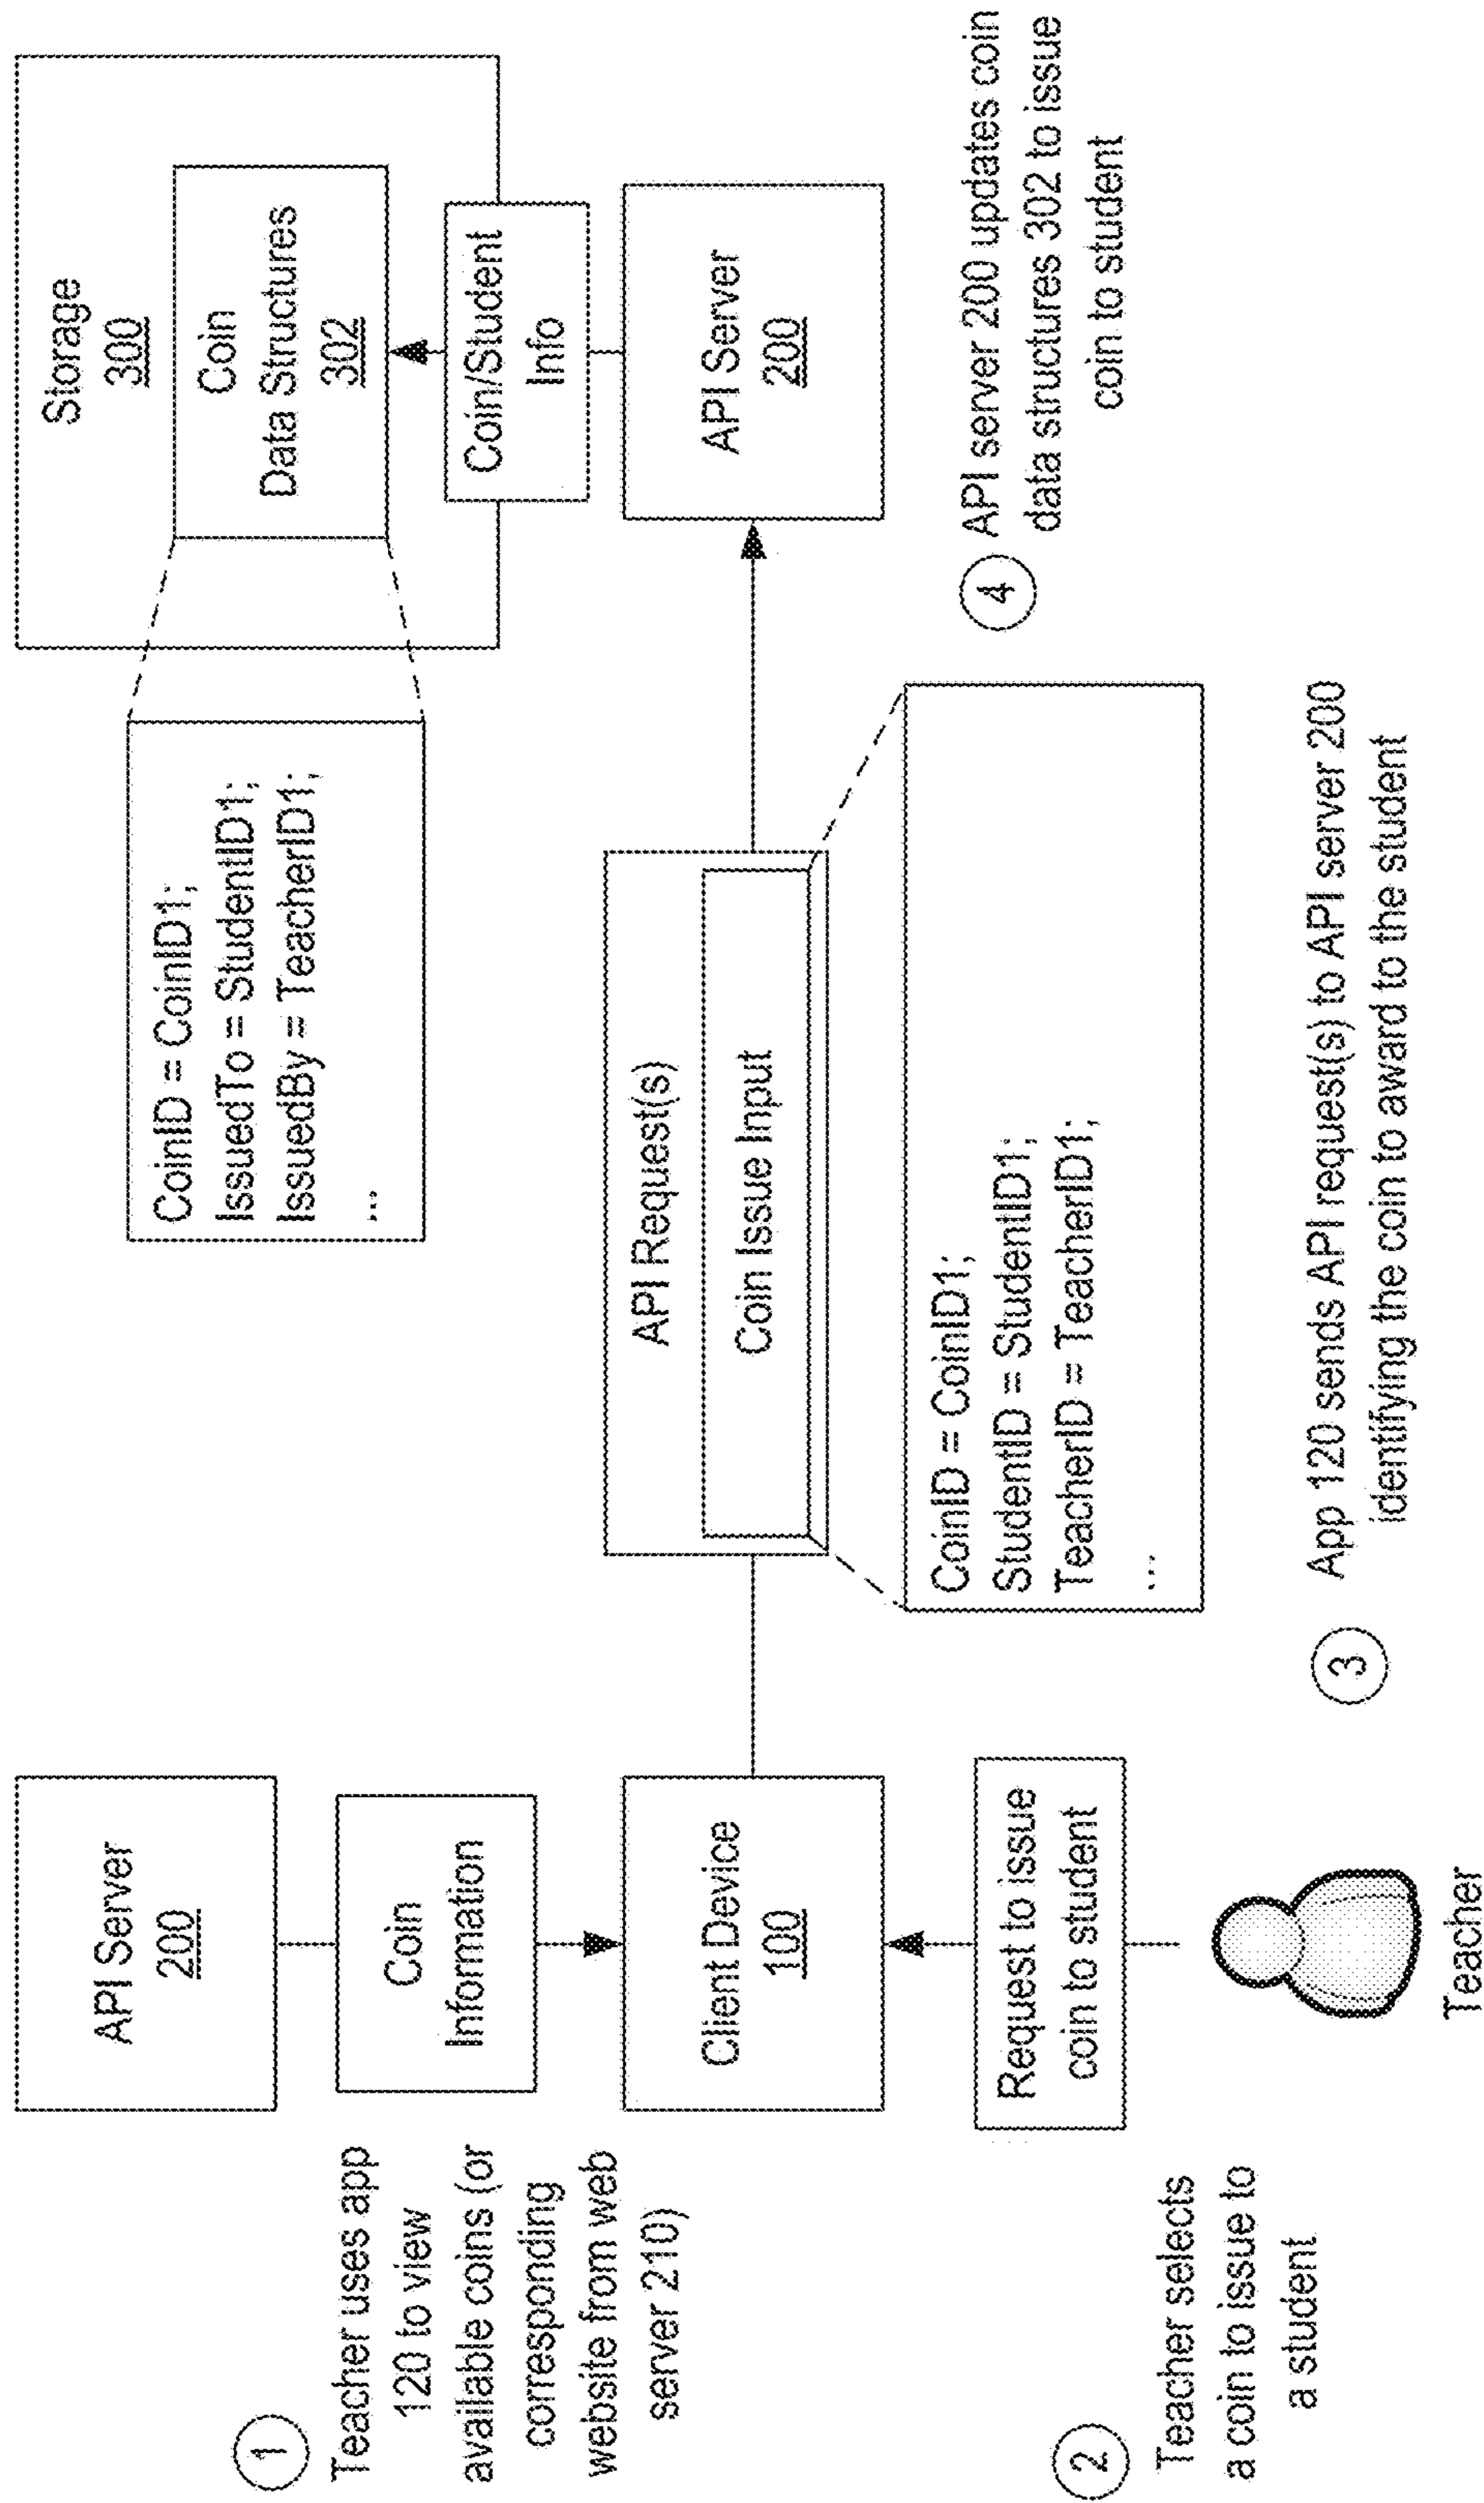 1
Teacher uses app
120 to view
available coins (or
corresponding
website from web
server 210)
API Server
200
Coin
Information
Client Device
100
Request to issue
coin to student
Teacher
2
Teacher selects
a coin to issue to
a student
API Request(s)
Coin Issue Input
CoinID = CoinID1;
StudentID = StudentID1;
TeacherID = TeacherID1;
...
3
App 120 sends API request(s) to API server 200
identifying the coin to award to the student
CoinID = CoinID1;
IssuedTo = StudentID1;
IssuedBy = TeacherID1;
...
Storage
300
Coin
Data Structures
302
Coin/Student
Info
API Server
200
4
API server 200 updates coin
data structures 302 to issue
coin to student